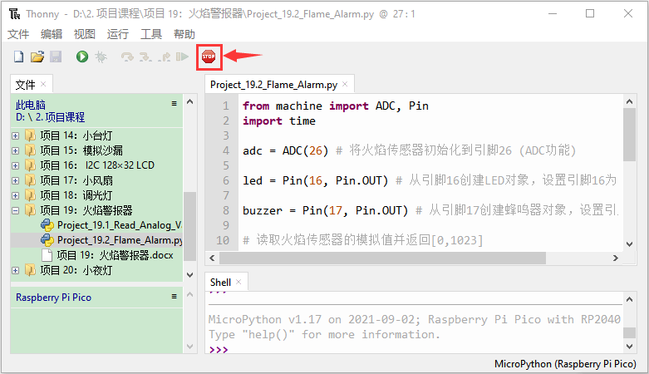 Thonny - D:\2. 项目课程\项目 19：火焰警报器\Project_19.2_Flame_Alarm.py @ 27 : 1
文件 编辑 视图 运行 工具 帮助
STOP
文件 ×
此电脑
D: \ 2. 项目课程
项目 14：小台灯
项目 15：模拟沙漏
项目 16： I2C 128×32 LCD
项目 17：小风扇
项目 18：调光灯
项目 19：火焰警报器
Project_19.1_Read_Analog_V
Project_19.2_Flame_Alarm.py
项目 19：火焰警报器.docx
项目 20：小夜灯
Raspberry Pi Pico
Project_19.2_Flame_Alarm.py ×
1 from machine import ADC, Pin
2 import time
3
4 adc = ADC(26) # 将火焰传感器初始化到引脚26 (ADC功能)
5
6 led = Pin(16, Pin.OUT) # 从引脚16创建LED对象，设置引脚16为
7
8 buzzer = Pin(17, Pin.OUT) # 从引脚17创建蜂鸣器对象，设置引
9
10 # 读取火焰传感器的模拟值并返回[0,1023]
Shell ×
>>>
MicroPython v1.17 on 2021-09-02; Raspberry Pi Pico with RP2040
Type "help()" for more information.
>>>
MicroPython (Raspberry Pi Pico)